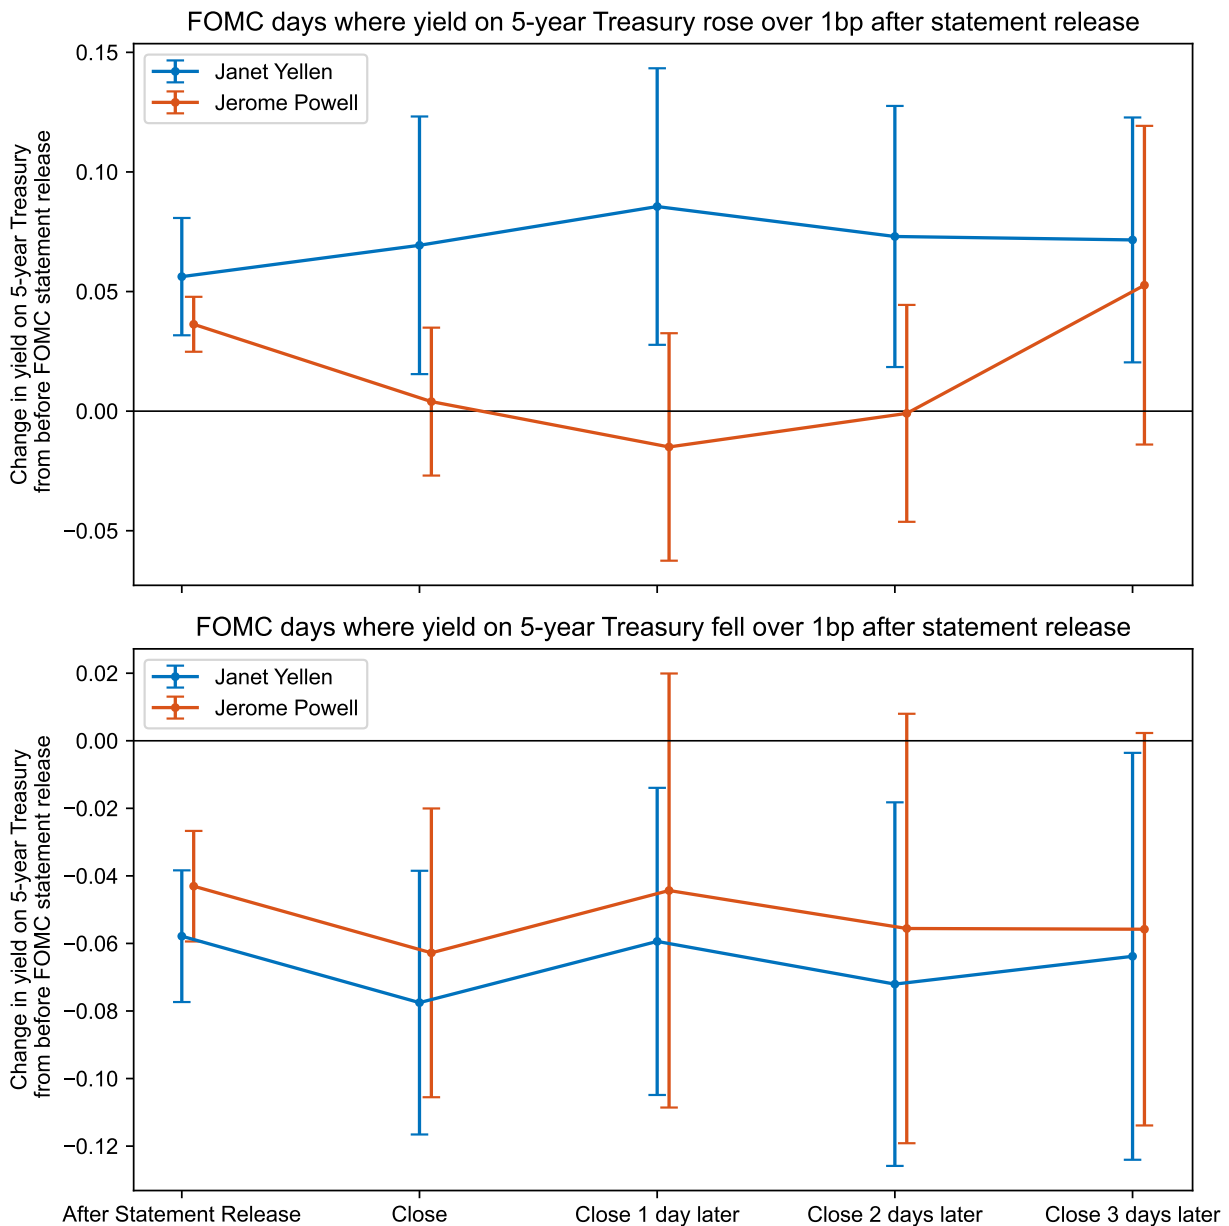 FOMC days where yield on 5-year Treasury rose over 1bp after statement release
Janet Yellen
Jerome Powell
Change in yield on 5-year Treasury
from before FOMC statement release
0.15
0.10
0.05
0.00
−0.05
FOMC days where yield on 5-year Treasury fell over 1bp after statement release
Janet Yellen
Jerome Powell
Change in yield on 5-year Treasury
from before FOMC statement release
0.02
0.00
−0.02
−0.04
−0.06
−0.08
−0.10
−0.12
After Statement Release
Close
Close 1 day later
Close 2 days later
Close 3 days later